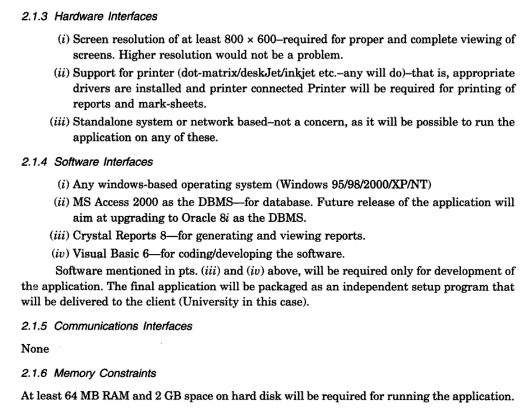 2.1.3 Hardware Interfaces
(i) Screen resolution of at least 800 × 600–required for proper and complete viewing of
screens. Higher resolution would not be a problem.
(ii) Support for printer (dot-matrix/deskJet/inkjet etc.–any will do)–that is, appropriate
drivers are installed and printer connected Printer will be required for printing of
reports and mark-sheets.
(iii) Standalone system or network based–not a concern, as it will be possible to run the
application on any of these.
2.1.4 Software Interfaces
(i) Any windows-based operating system (Windows 95/98/2000/XP/NT)
(ii) MS Access 2000 as the DBMS—for database. Future release of the application will
aim at upgrading to Oracle 8i as the DBMS.
(iii) Crystal Reports 8—for generating and viewing reports.
(iv) Visual Basic 6—for coding/developing the software.
Software mentioned in pts. (iii) and (iv) above, will be required only for development of
the application. The final application will be packaged as an independent setup program that
will be delivered to the client (University in this case).
2.1.5 Communications Interfaces
None
2.1.6 Memory Constraints
At least 64 MB RAM and 2 GB space on hard disk will be required for running the application.